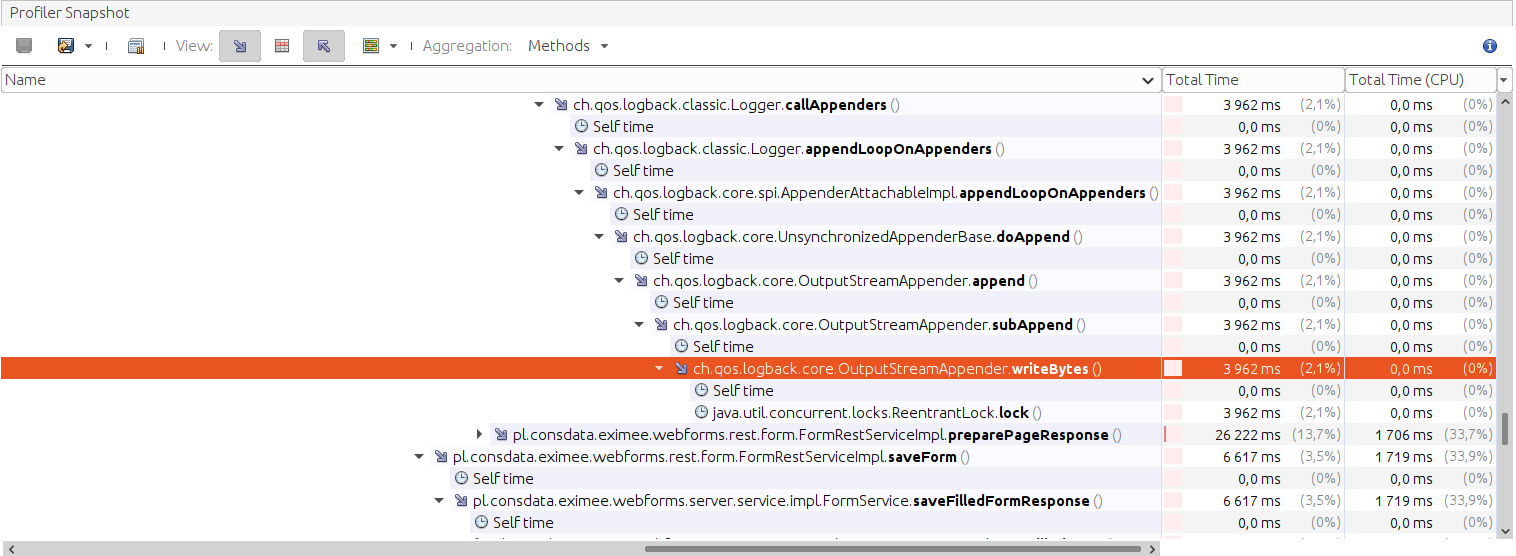 Profiler Snapshot
View: Aggregation: Methods
Name Total Time Total Time (CPU)
ch.qos.logback.classic.Logger.callAppenders () 3 962 ms (2,1%) 0,0 ms (0%)
Self time 0,0 ms (0%) 0,0 ms (0%)
ch.qos.logback.classic.Logger.appendLoopOnAppenders () 3 962 ms (2,1%) 0,0 ms (0%)
Self time 0,0 ms (0%) 0,0 ms (0%)
ch.qos.logback.core.spi.AppenderAttachableImpl.appendLoopOnAppenders () 3 962 ms (2,1%) 0,0 ms (0%)
Self time 0,0 ms (0%) 0,0 ms (0%)
ch.qos.logback.core.UnsynchronizedAppenderBase.doAppend () 3 962 ms (2,1%) 0,0 ms (0%)
Self time 0,0 ms (0%) 0,0 ms (0%)
ch.qos.logback.core.OutputStreamAppender.append () 3 962 ms (2,1%) 0,0 ms (0%)
Self time 0,0 ms (0%) 0,0 ms (0%)
ch.qos.logback.core.OutputStreamAppender.subAppend () 3 962 ms (2,1%) 0,0 ms (0%)
Self time 0,0 ms (0%) 0,0 ms (0%)
ch.qos.logback.core.OutputStreamAppender.writeBytes () 3 962 ms (2,1%) 0,0 ms (0%)
Self time 0,0 ms (0%) 0,0 ms (0%)
java.util.concurrent.locks.ReentrantLock.lock () 3 962 ms (2,1%) 0,0 ms (0%)
pl.consdata.eximee.webforms.rest.form.FormRestServiceImpl.preparePageResponse () 26 222 ms (13,7%) 1 706 ms (33,7%)
pl.consdata.eximee.webforms.rest.form.FormRestServiceImpl.saveForm () 6 617 ms (3,5%) 1 719 ms (33,9%)
Self time 0,0 ms (0%) 0,0 ms (0%)
pl.consdata.eximee.webforms.server.service.impl.FormService.saveFilledFormResponse () 6 617 ms (3,5%) 1 719 ms (33,9%)
Self time 0,0 ms (0%) 0,0 ms (0%)